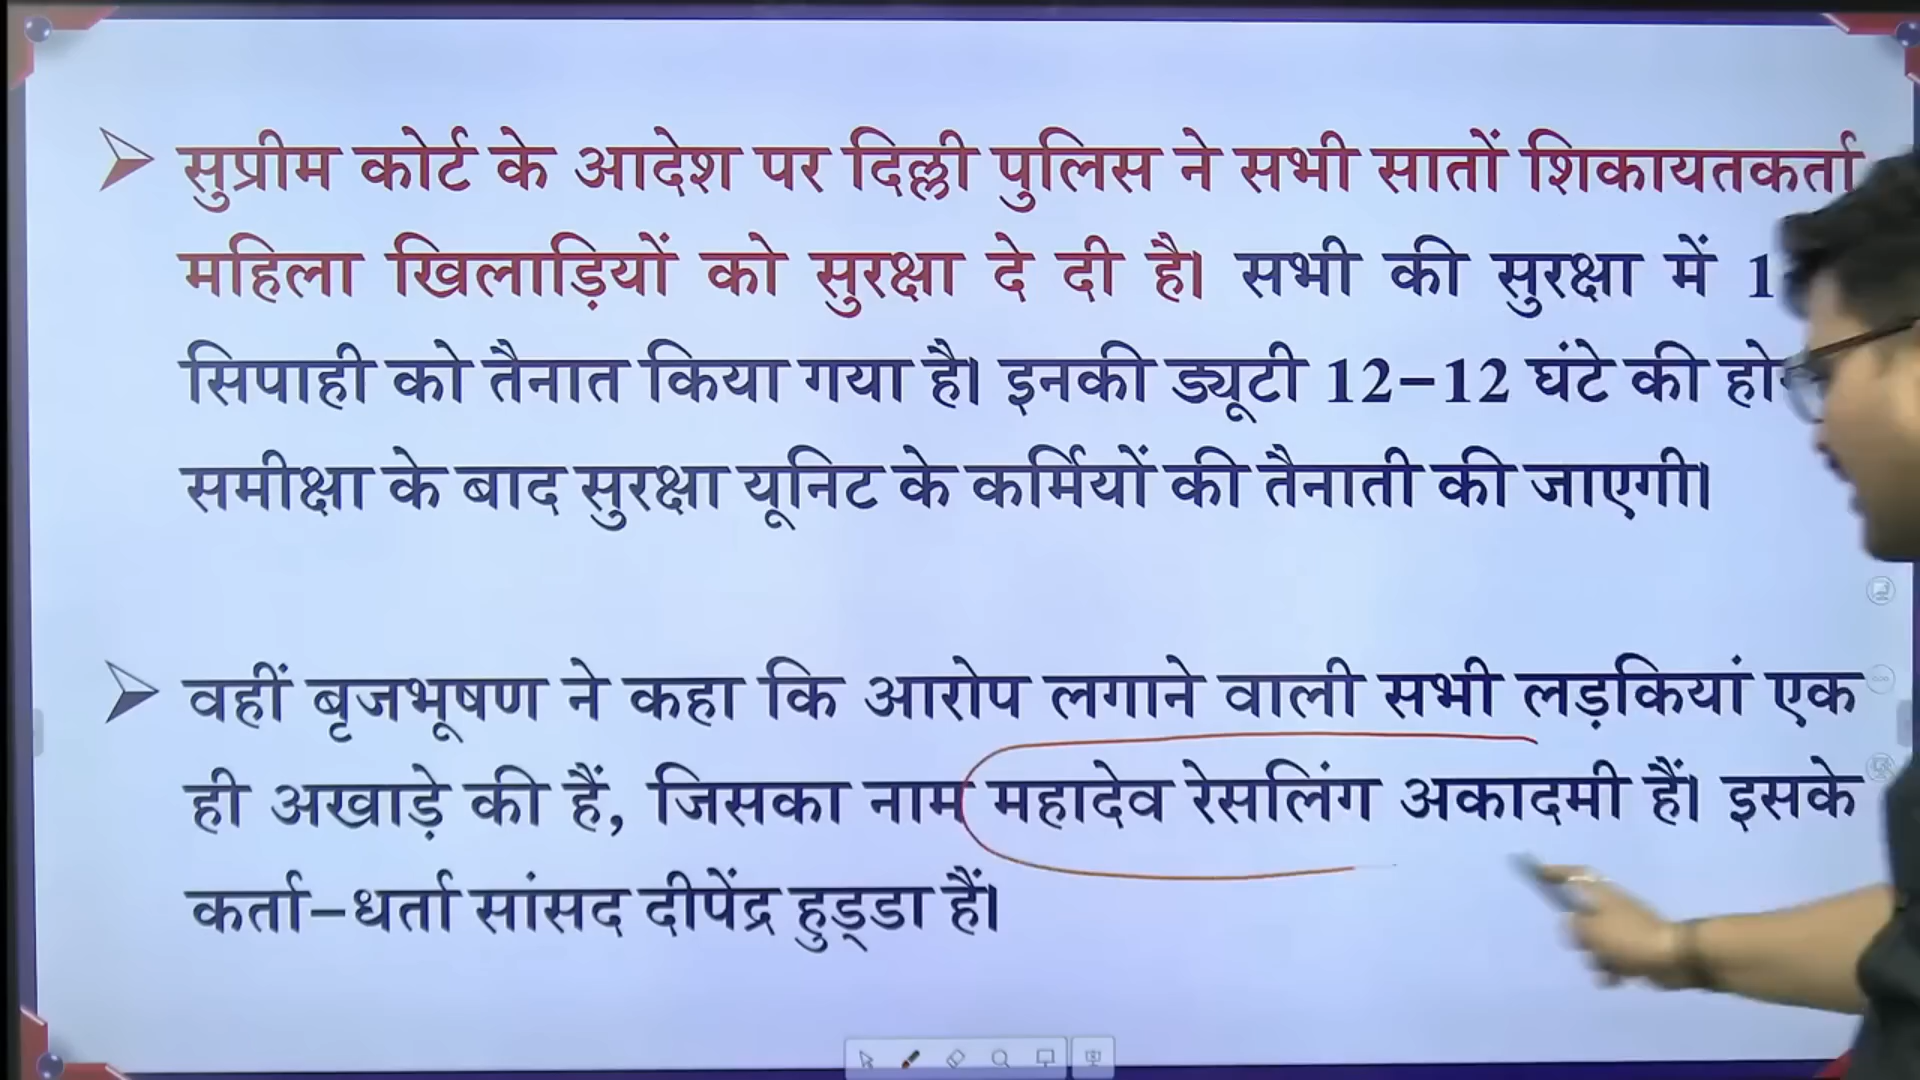 सुप्रीम कोर्ट के आदेश पर दिल्ली पुलिस ने सभी सातों शिकायतकर्ता
महिला खिलाड़ियों को सुरक्षा दे दी है। सभी की सुरक्षा में
सिपाही को तैनात किया गया है। इनकी ड्यूटी 12-12 घंटे की
समीक्षा के बाद सुरक्षा यूनिट के कर्मियों की तैनाती की जाएगी।
वहीं बृजभूषण ने कहा कि आरोप लगाने वाली सभी लड़कियां एक
ही अखाड़े की हैं, जिसका नाम महादेव रेसलिंग अकादमी हैं। इसके
कर्ता-धर्ता सांसद दीपेंद्र हुड्डा हैं।